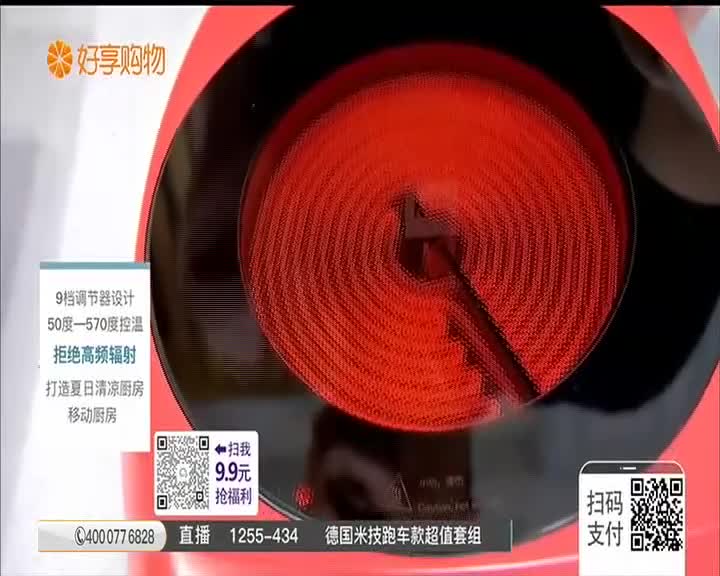 好享购物
9档调节器设计
50度—570度控温
拒绝高频辐射
打造夏日清凉厨房
移动厨房
扫我
9.9元
抢福利
扫码
支付
400 077 6828
直播
1255-434
德国米技跑车款超值套组